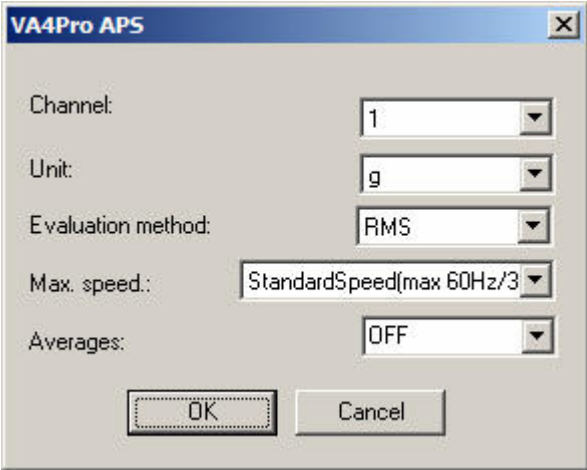 VA4Pro APS
Channel: 1
Unit: g
Evaluation method: RMS
Max. speed.: StandardSpeed(max 60Hz/3
Averages: OFF
OK Cancel